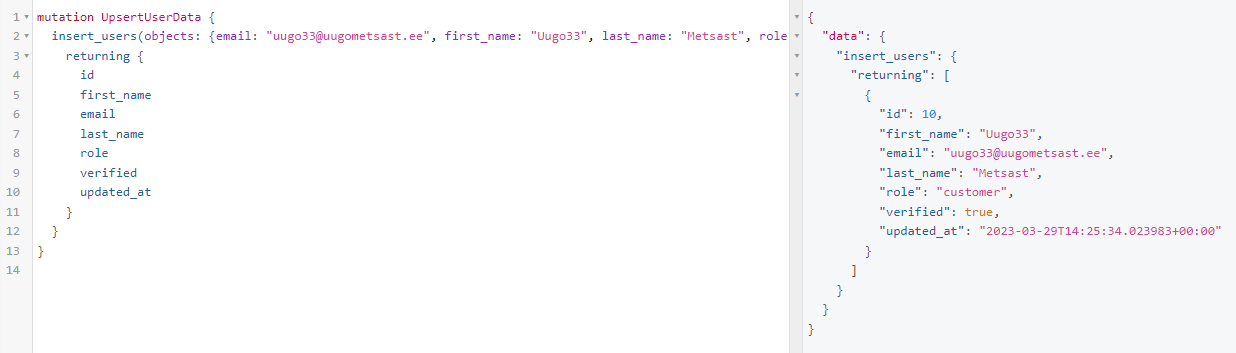 1 mutation UpsertUserData {
2 insert_users(objects: {email: "uugo33@uugometsast.ee", first_name: "Uugo33", last_name: "Metsast", role
3 returning {
4 id
5 first_name
6 email
7 last_name
8 role
9 verified
10 updated_at
11 }
12 }
13 }
14
{
"data": {
"insert_users": {
"returning": [
{
"id": 10,
"first_name": "Uugo33",
"email": "uugo33@uugometsast.ee",
"last_name": "Metsast",
"role": "customer",
"verified": true,
"updated_at": "2023-03-29T14:25:34.023983+00:00"
}
]
}
}
}